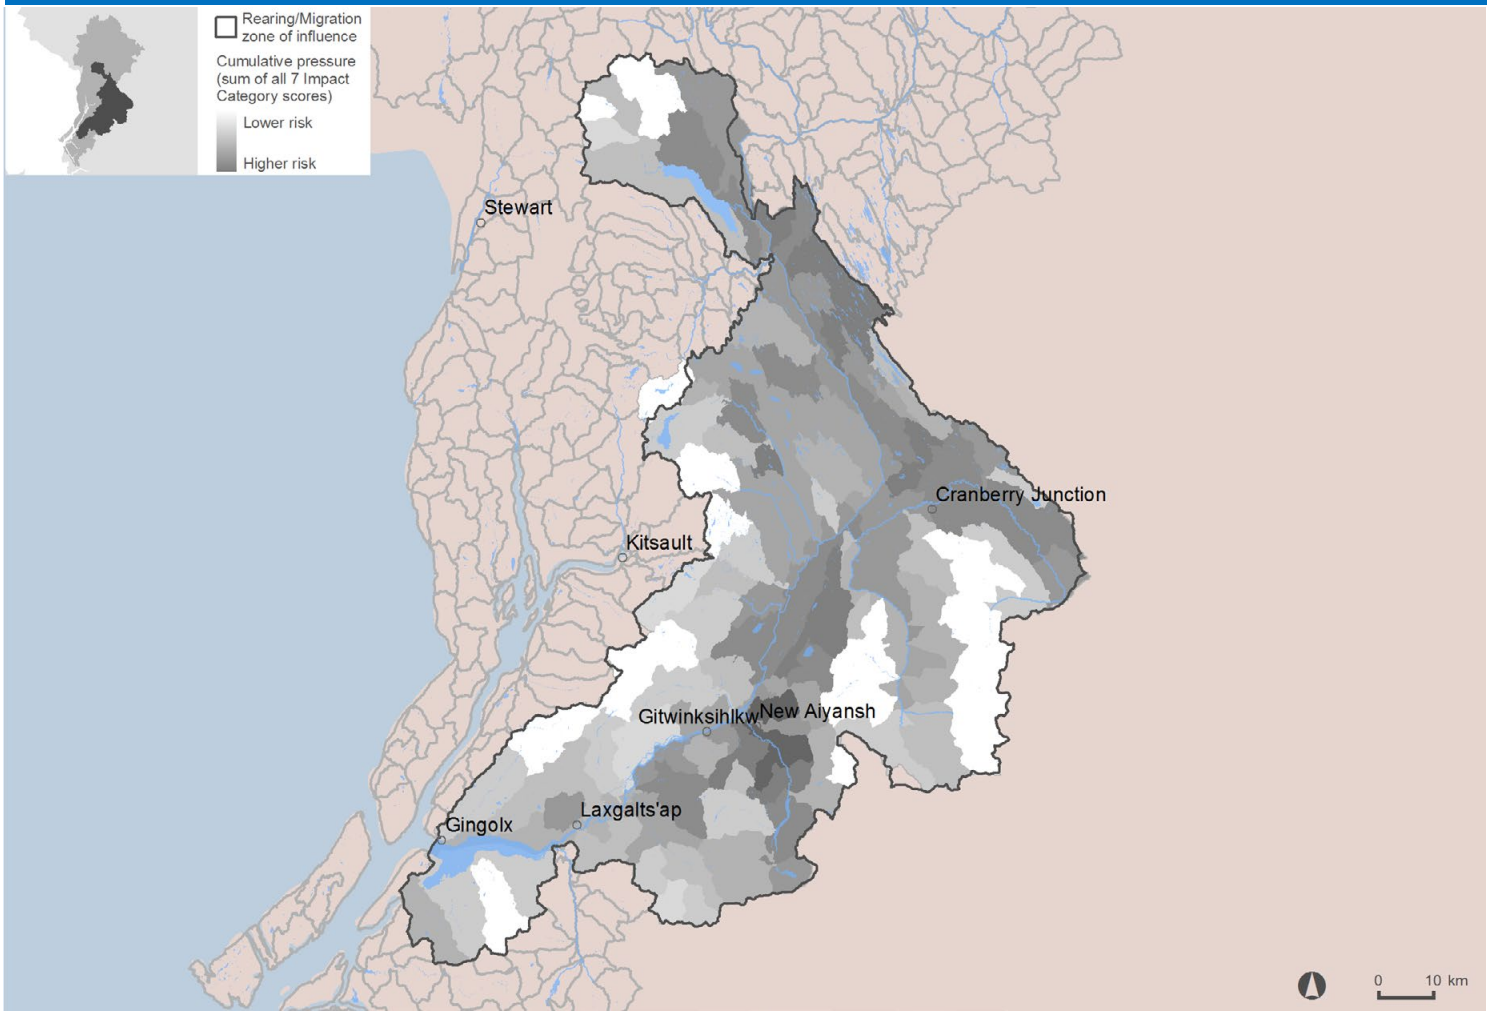 Rearing/Migration
zone of influence
Cumulative pressure
(sum of all 7 Impact
Category scores)
Lower risk
Higher risk
Stewart
Cranberry Junction
Kitsault
Gitwinksihlkw
New Aiyansh
Laxgalts'ap
Gingolx
0 10 km